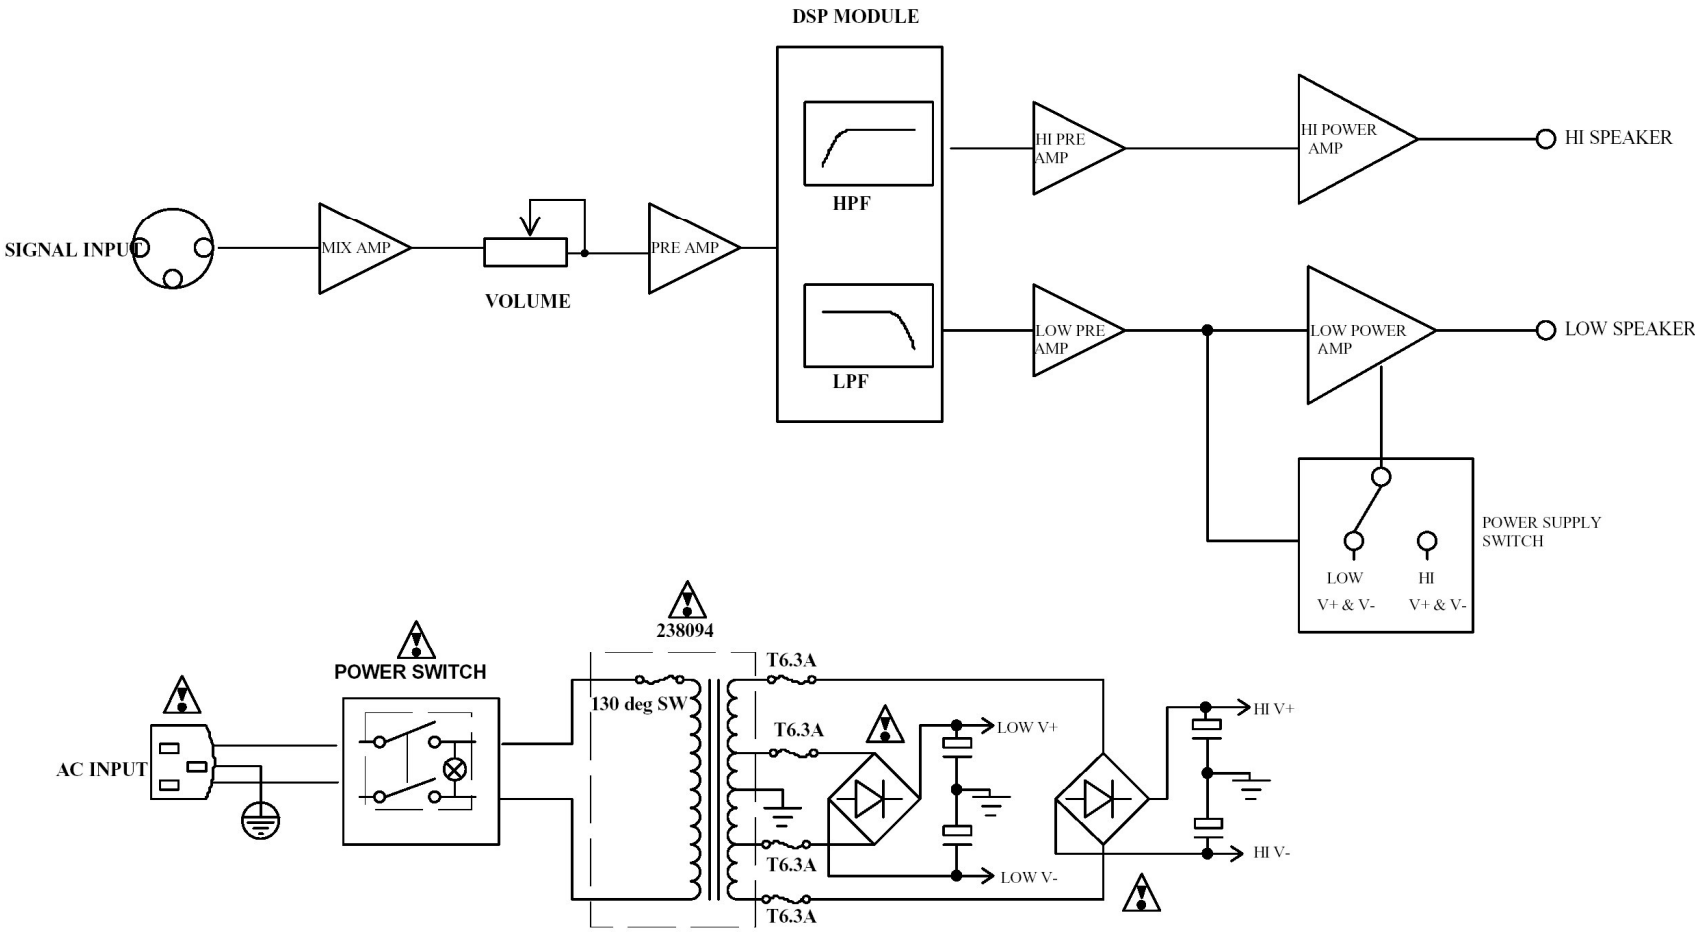 DSP MODULE
HI PRE
AMP
HI POWER
AMP
HI SPEAKER
HPF
SIGNAL INPUT
MIX AMP
VOLUME
PRE AMP
LPF
LOW PRE
AMP
LOW POWER
AMP
LOW SPEAKER
POWER SUPPLY
SWITCH
LOW
V+ & V-
HI
V+ & V-
238094
POWER SWITCH
AC INPUT
130 deg SW
T6.3A
T6.3A
T6.3A
T6.3A
LOW V+
LOW V-
HI V+
HI V-